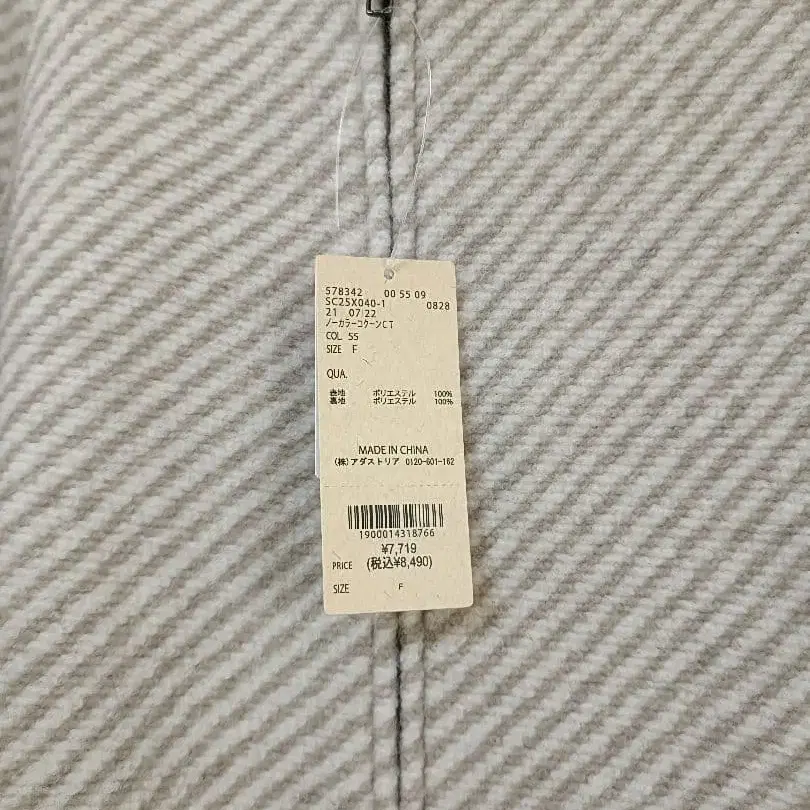 578342 00 55 09
SC25X040-1 0828
21 07 22
ノーカラーコクーンCT
COL 55
SIZE F
QUA.
表地 ポリエステル 100%
裏地 ポリエステル 100%
MADE IN CHINA
(株)アダストリア 0120-601-162
1900014318766
¥7,719
PRICE (税込¥8,490)
SIZE F